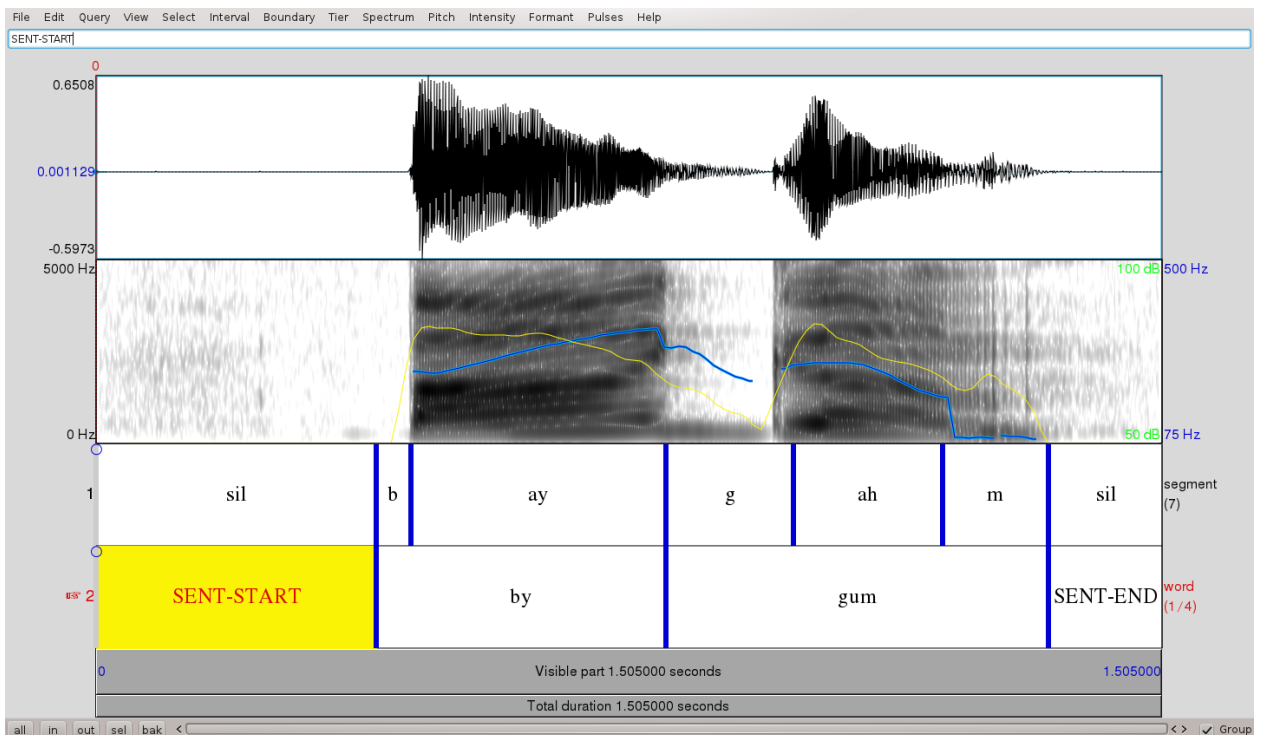 File Edit Query View Select Interval Boundary Tier Spectrum Pitch Intensity Formant Pulses Help
SENT-START
0
0.6508
0.001129
-0.5973
5000 Hz 100 dB 500 Hz
0 Hz 50 dB 75 Hz
1 sil b ay g ah m sil segment
(7)
2 SENT-START by gum SENT-END word
(1/4)
0 Visible part 1.505000 seconds 1.505000
Total duration 1.505000 seconds
all in out sel bak < < > Group